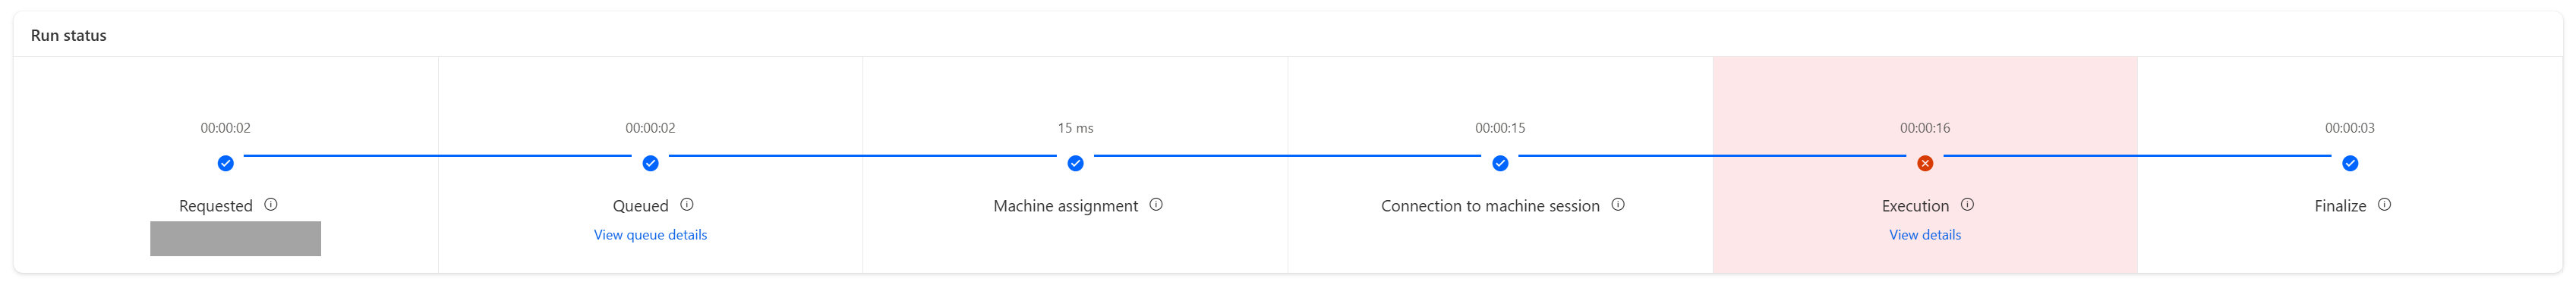 Run status
00:00:02
Requested
00:00:02
Queued
View queue details
15 ms
Machine assignment
00:00:15
Connection to machine session
00:00:16
Execution
View details
00:00:03
Finalize